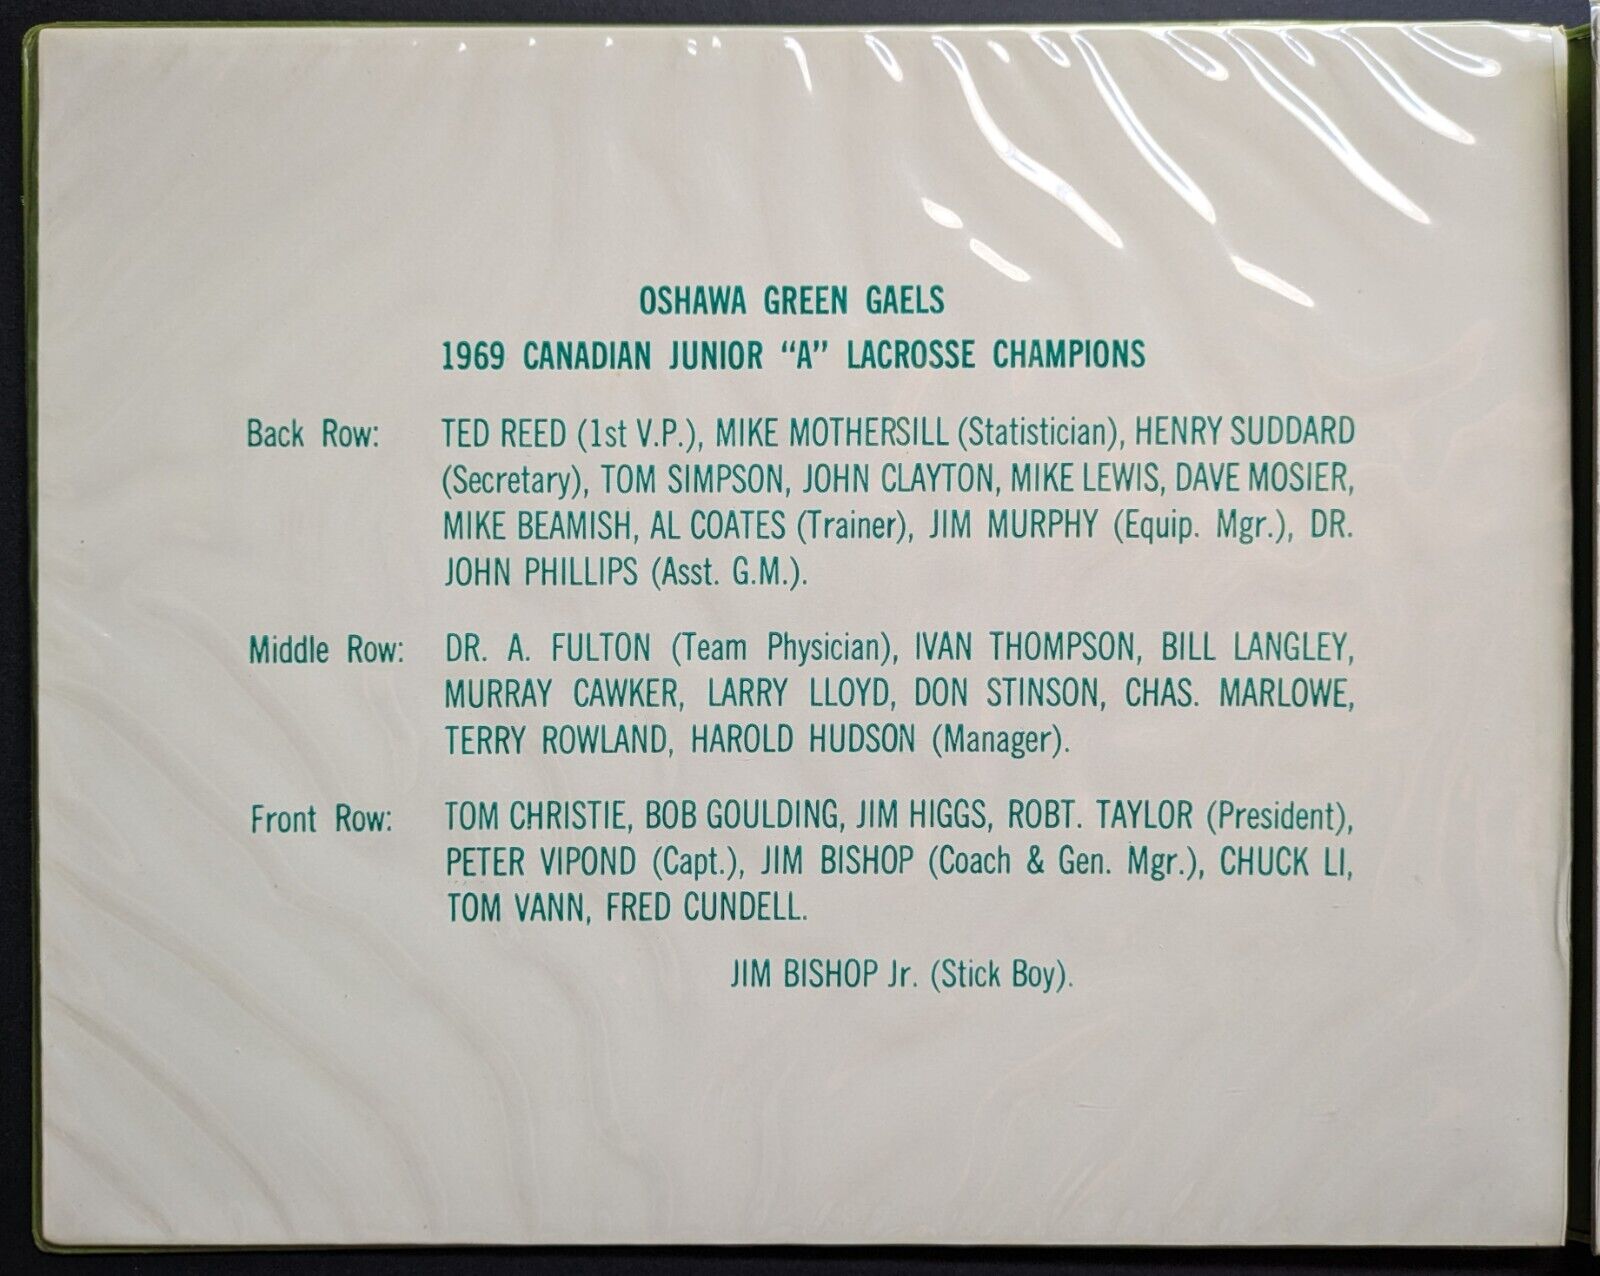 OSHAWA GREEN GAELS
1969 CANADIAN JUNIOR “A” LACROSSE CHAMPIONS
Back Row: TED REED (1st V.P.), MIKE MOTHERSILL (Statistician), HENRY SUDDARD
(Secretary), TOM SIMPSON, JOHN CLAYTON, MIKE LEWIS, DAVE MOSIER,
MIKE BEAMISH, AL COATES (Trainer), JIM MURPHY (Equip. Mgr.), DR.
JOHN PHILLIPS (Asst. G.M.).
Middle Row: DR. A. FULTON (Team Physician), IVAN THOMPSON, BILL LANGLEY,
MURRAY CAWKER, LARRY LLOYD, DON STINSON, CHAS. MARLOWE,
TERRY ROWLAND, HAROLD HUDSON (Manager).
Front Row: TOM CHRISTIE, BOB GOULDING, JIM HIGGS, ROBT. TAYLOR (President),
PETER VIPOND (Capt.), JIM BISHOP (Coach & Gen. Mgr.), CHUCK LI,
TOM VANN, FRED CUNDELL.
JIM BISHOP Jr. (Stick Boy).